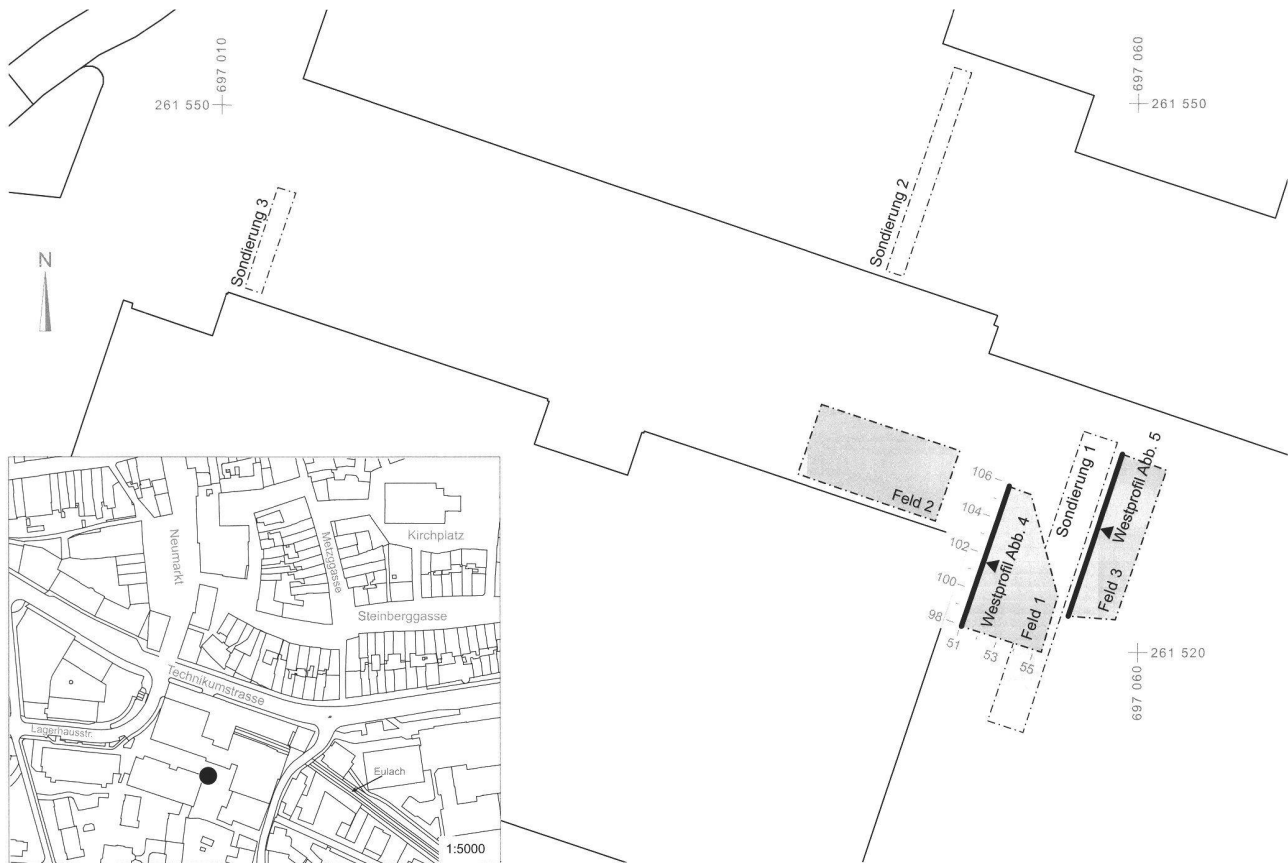 697 010
261 550
697 060
261 550
Sondierung 2
Sondierung 3
N
Sondierung 1
Westprofil Abb. 5
Feld 2
106
104
102
100
98
Westprofil Abb. 4
Feld 1
Feld 3
51
53
55
261 520
697 060
Kirchplatz
Neumarkt
Metzggasse
Steinberggasse
Technikumstrasse
Lagerhausstr.
Eulach
1:5000